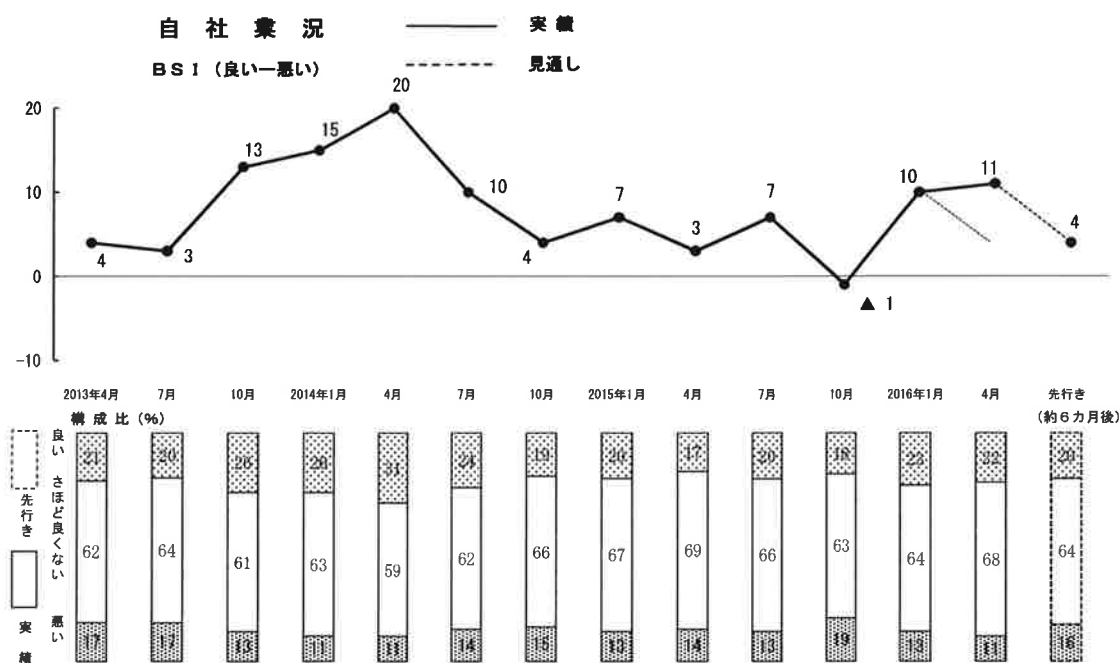 自社業況
実績
BSI（良い―悪い）
見通し
20
20
15
13
11
10
10
10
7
7
4
3
4
3
4
0
▲ 1
-10
2013年4月 7月 10月 2014年1月 4月 7月 10月 2015年1月 4月 7月 10月 2016年1月 4月 先行き
構成比（%）
（約6カ月後）
良い
さほど良くない
悪い
先行き
実績
21 20 26 26 31 24 19 20 17 20 18 23 22 20
62 64 61 63 59 62 66 67 69 66 63 64 68 64
17 17 13 11 11 14 15 13 14 13 19 13 11 16